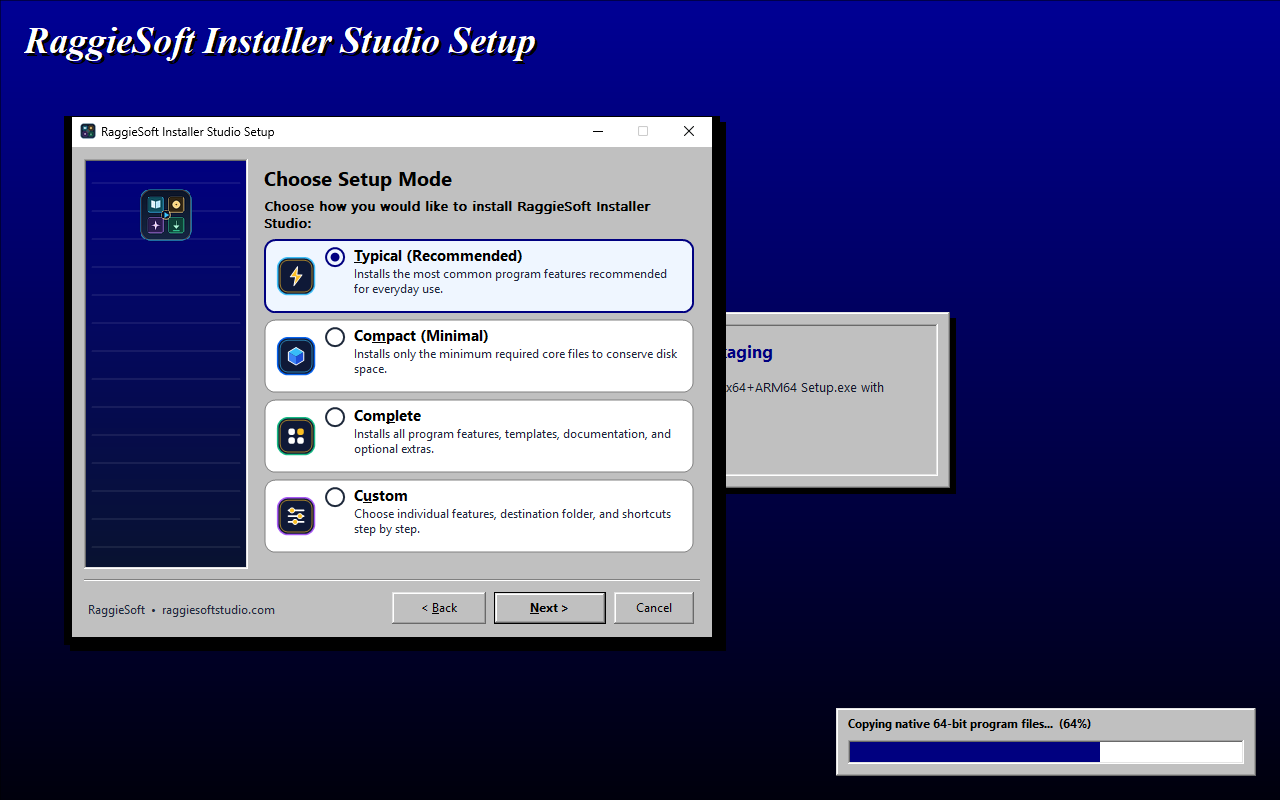 RaggieSoft Installer Studio Setup
RaggieSoft Installer Studio Setup
Choose Setup Mode
Choose how you would like to install RaggieSoft Installer
Studio:
Typical (Recommended)
Installs the most common program features recommended
for everyday use.
Compact (Minimal)
Installs only the minimum required core files to conserve disk
space.
Complete
Installs all program features, templates, documentation, and
optional extras.
Custom
Choose individual features, destination folder, and shortcuts
step by step.
RaggieSoft • raggiesoftstudio.com
< Back
Next >
Cancel
aging
x64+ARM64 Setup.exe with
Copying native 64-bit program files... (64%)